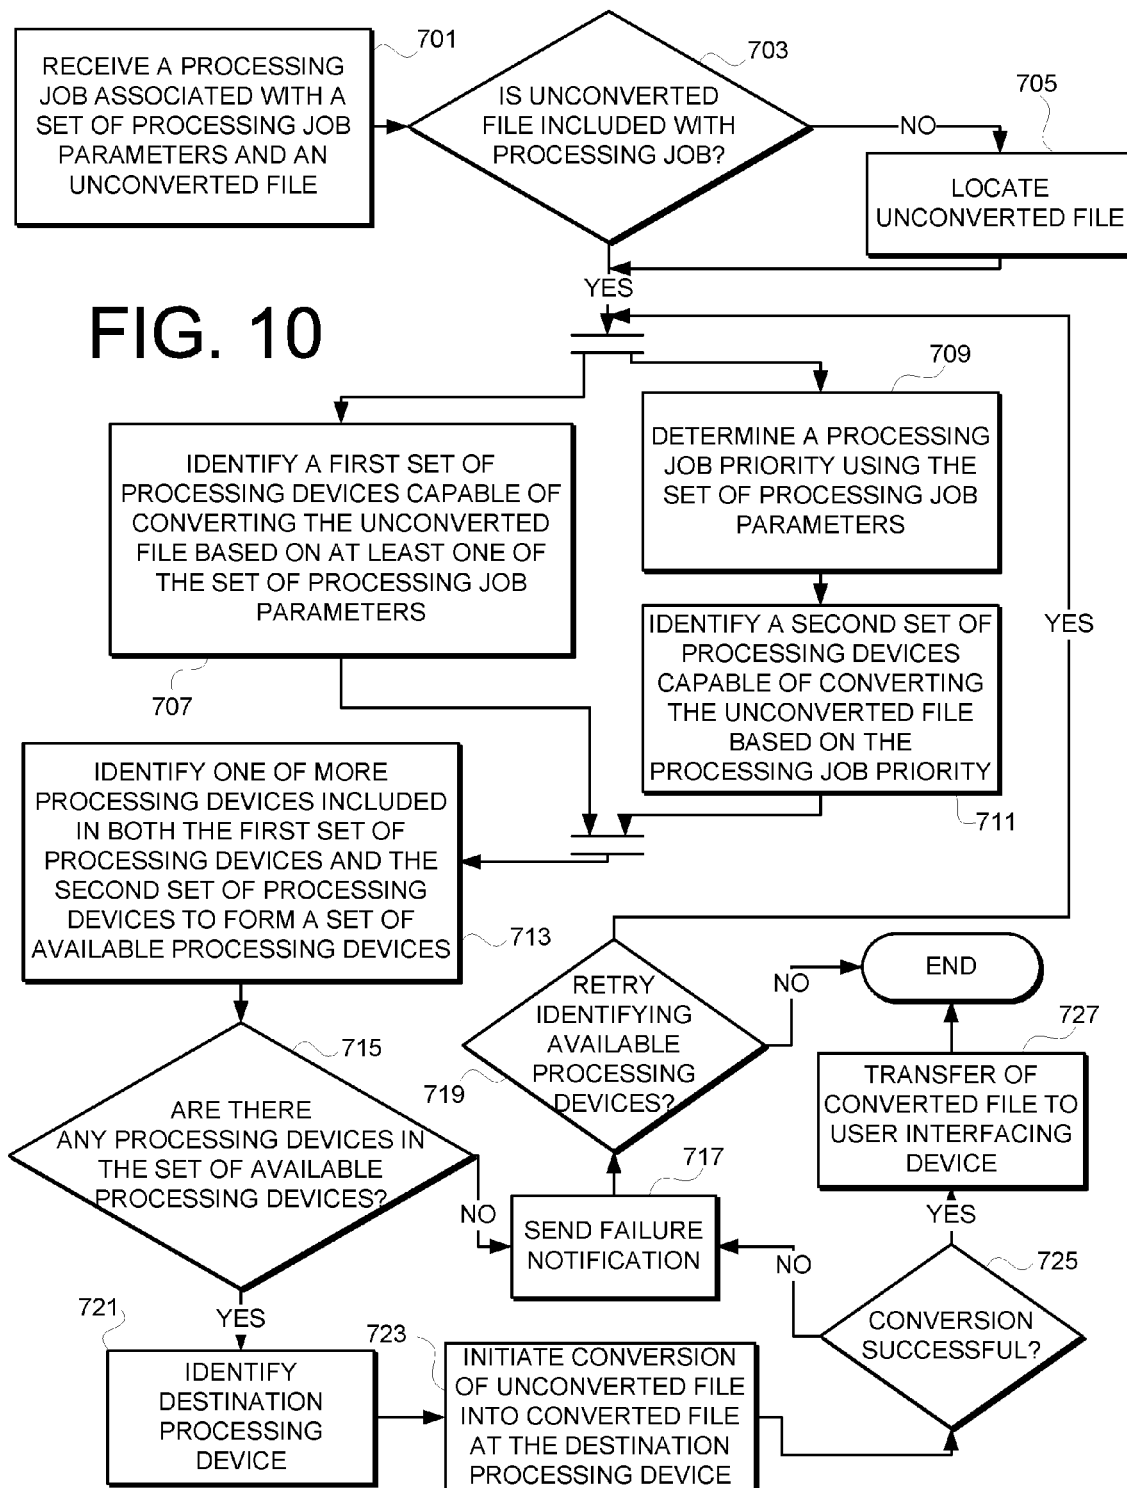 701
RECEIVE A PROCESSING
JOB ASSOCIATED WITH A
SET OF PROCESSING JOB
PARAMETERS AND AN
UNCONVERTED FILE
703
IS UNCONVERTED
FILE INCLUDED WITH
PROCESSING JOB?
NO
705
LOCATE
UNCONVERTED FILE
YES
FIG. 10
709
DETERMINE A PROCESSING
JOB PRIORITY USING THE
SET OF PROCESSING JOB
PARAMETERS
IDENTIFY A FIRST SET OF
PROCESSING DEVICES CAPABLE OF
CONVERTING THE UNCONVERTED
FILE BASED ON AT LEAST ONE OF
THE SET OF PROCESSING JOB
PARAMETERS
707
IDENTIFY A SECOND SET OF
PROCESSING DEVICES
CAPABLE OF CONVERTING
THE UNCONVERTED FILE
BASED ON THE
PROCESSING JOB PRIORITY
711
YES
IDENTIFY ONE OF MORE
PROCESSING DEVICES INCLUDED
IN BOTH THE FIRST SET OF
PROCESSING DEVICES AND THE
SECOND SET OF PROCESSING
DEVICES TO FORM A SET OF
AVAILABLE PROCESSING DEVICES
713
RETRY
IDENTIFYING
AVAILABLE
PROCESSING
DEVICES?
719
NO
END
727
TRANSFER OF
CONVERTED FILE TO
USER INTERFACING
DEVICE
715
ARE THERE
ANY PROCESSING DEVICES IN
THE SET OF AVAILABLE
PROCESSING DEVICES?
NO
717
SEND FAILURE
NOTIFICATION
YES
NO
725
CONVERSION
SUCCESSFUL?
YES
721
IDENTIFY
DESTINATION
PROCESSING
DEVICE
723
INITIATE CONVERSION
OF UNCONVERTED FILE
INTO CONVERTED FILE
AT THE DESTINATION
PROCESSING DEVICE